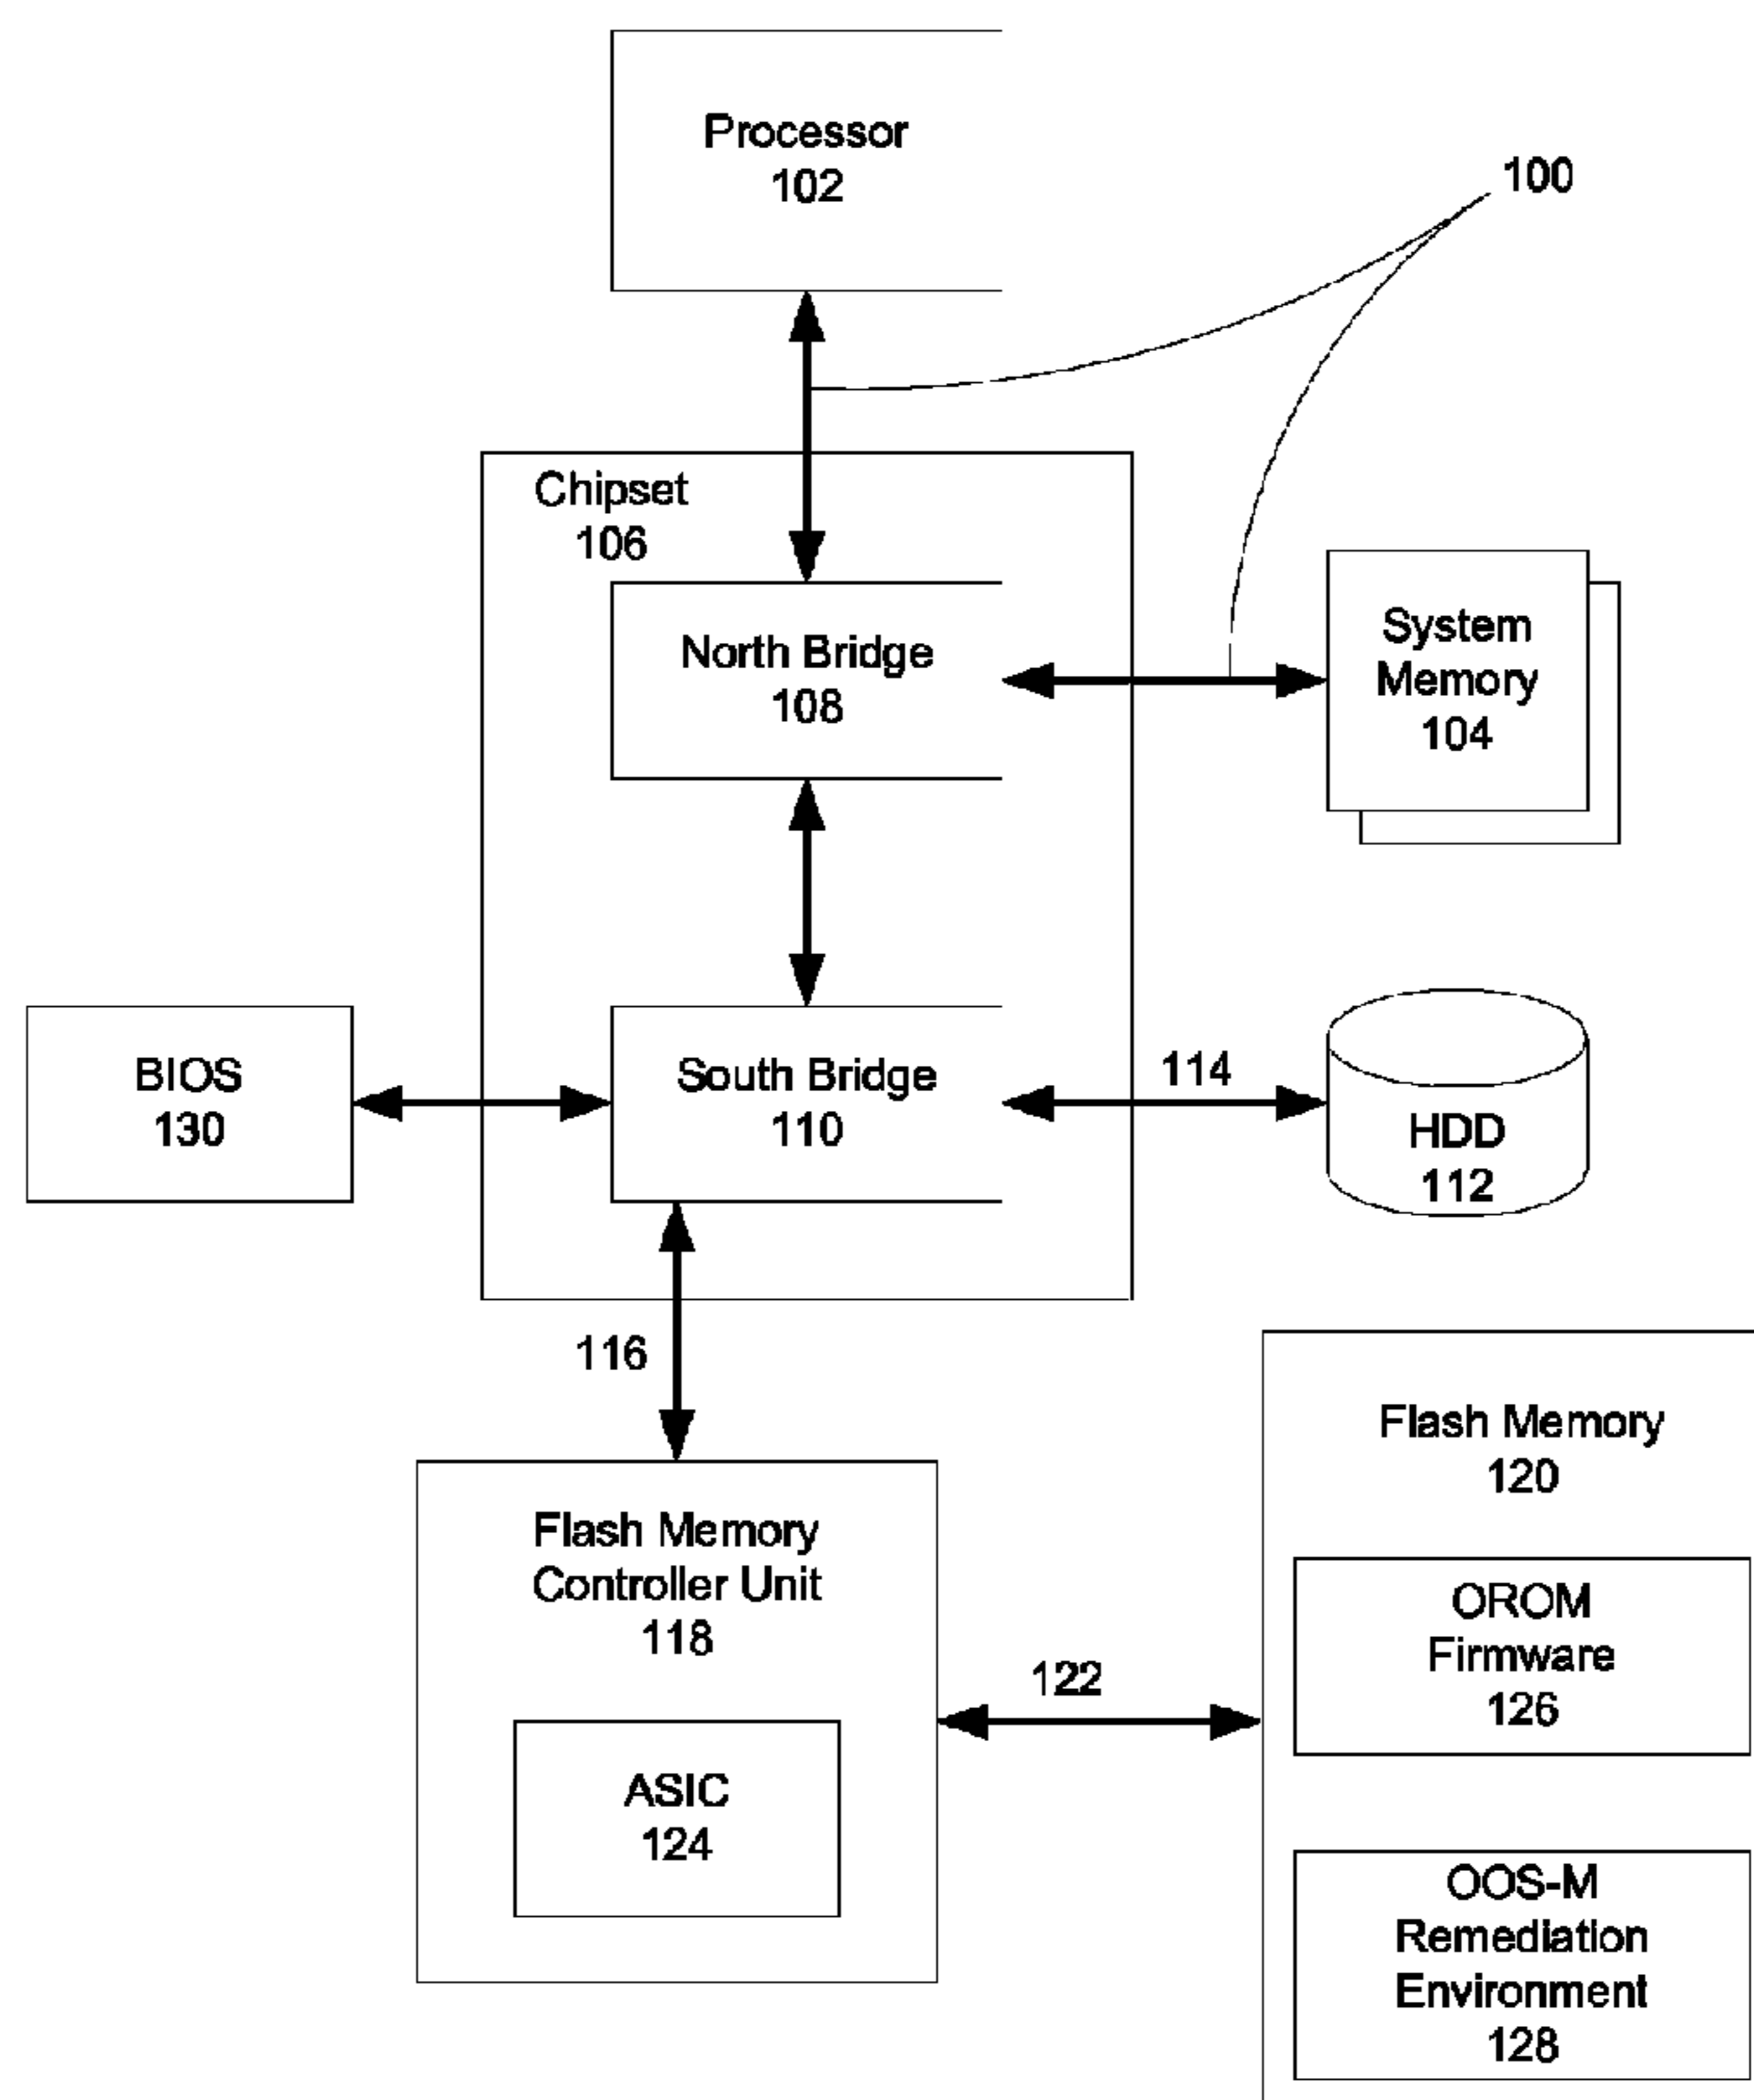 Processor
102
100
Chipset
106
North Bridge
108
System
Memory
104
BIOS
130
South Bridge
110
114
HDD
112
116
Flash Memory
Controller Unit
118
ASIC
124
122
Flash Memory
120
OROM
Firmware
126
OOS-M
Remediation
Environment
128